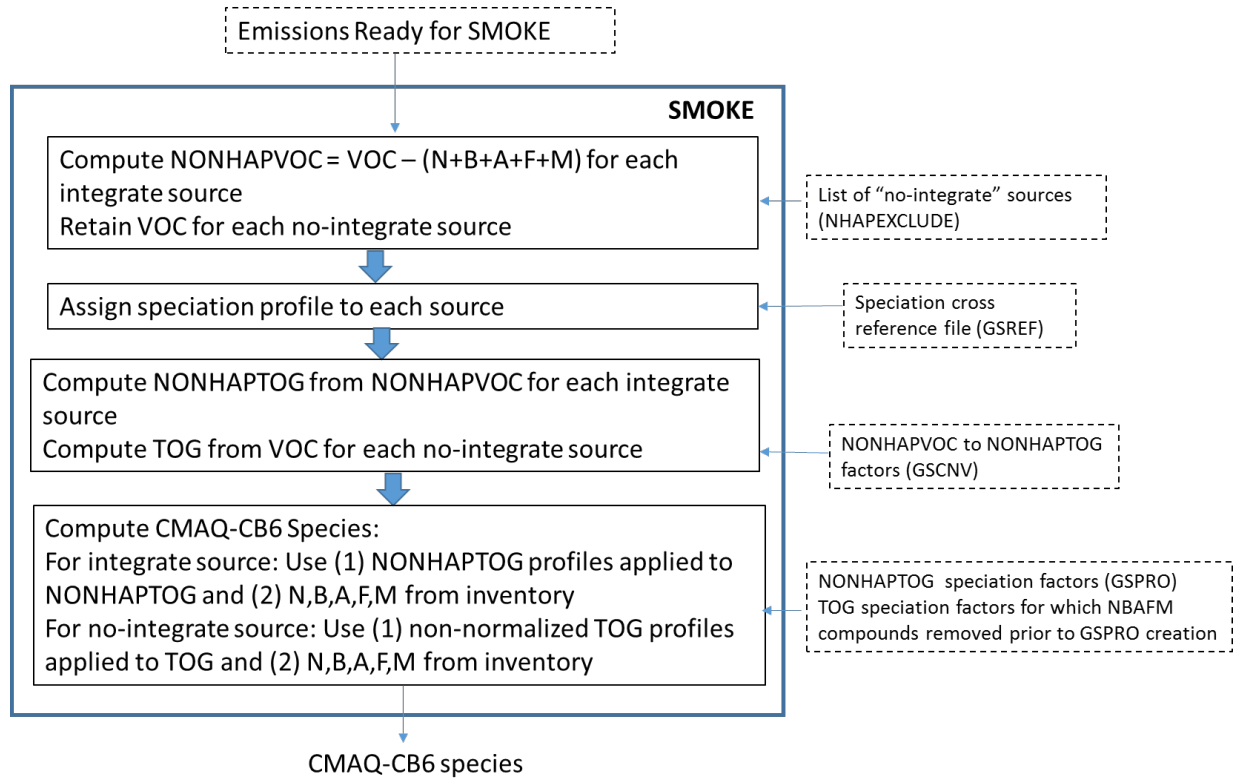 Emissions Ready for SMOKE
SMOKE
Compute NONHAPVOC = VOC – (N+B+A+F+M) for each
integrate source
Retain VOC for each no-integrate source
List of “no-integrate” sources
(NHAPEXCLUDE)
Assign speciation profile to each source
Speciation cross
reference file (GSREF)
Compute NONHAPTOG from NONHAPVOC for each integrate
source
Compute TOG from VOC for each no-integrate source
NONHAPVOC to NONHAPTOG
factors (GSCNV)
Compute CMAQ-CB6 Species:
For integrate source: Use (1) NONHAPTOG profiles applied to
NONHAPTOG and (2) N,B,A,F,M from inventory
For no-integrate source: Use (1) non-normalized TOG profiles
applied to TOG and (2) N,B,A,F,M from inventory
NONHAPTOG speciation factors (GSPRO)
TOG speciation factors for which NBAFM
compounds removed prior to GSPRO creation
CMAQ-CB6 species